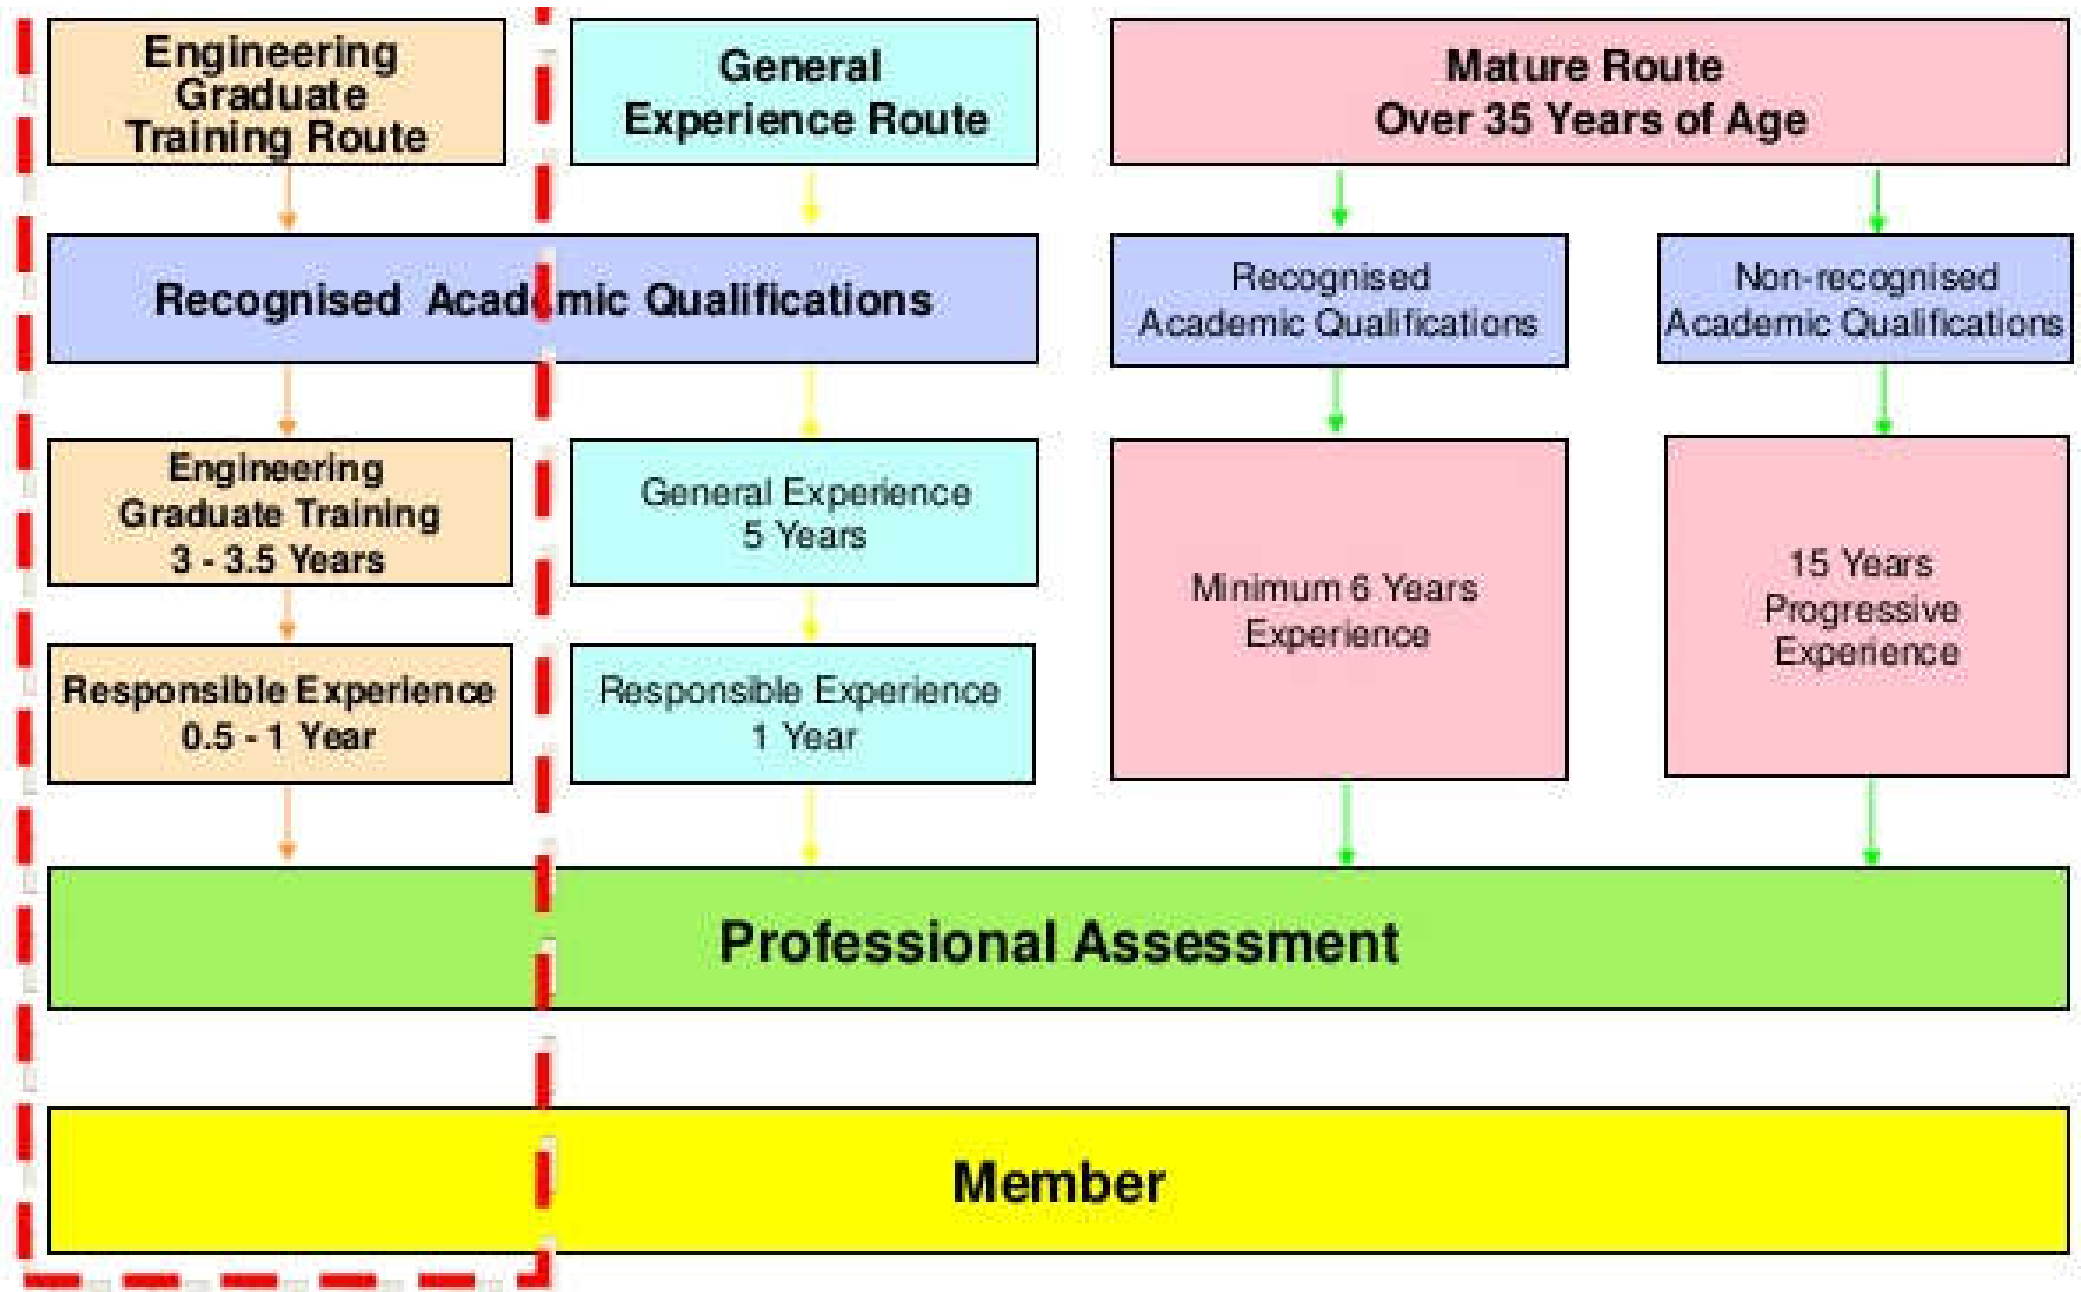 Engineering
Graduate
Training Route
General
Experience Route
Mature Route
Over 35 Years of Age
Recognised Academic Qualifications
Recognised
Academic Qualifications
Non-recognised
Academic Qualifications
Engineering
Graduate Training
3 - 3.5 Years
General Experience
5 Years
Minimum 6 Years
Experience
15 Years
Progressive
Experience
Responsible Experience
0.5 - 1 Year
Responsible Experience
1 Year
Professional Assessment
Member